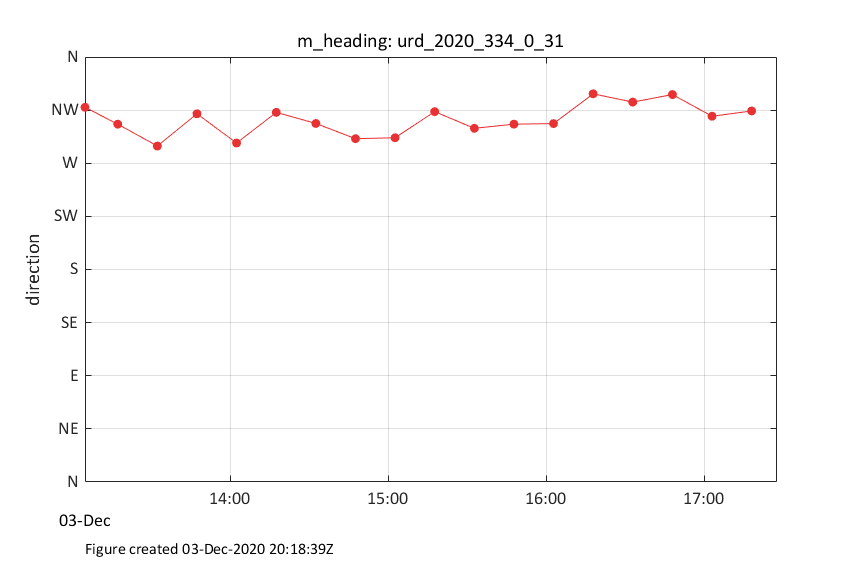 m_heading: urd_2020_334_0_31
N
NW
W
SW
S
SE
E
NE
N
direction
14:00
15:00
16:00
17:00
03-Dec
Figure created 03-Dec-2020 20:18:39Z